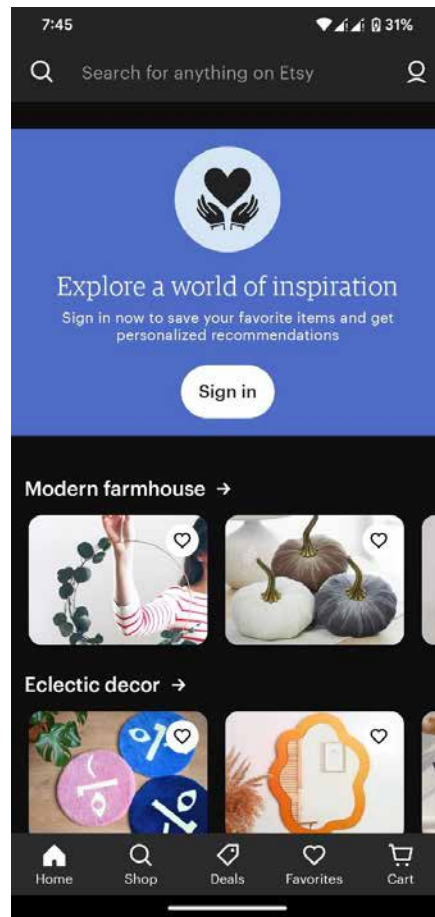 7:45
31%
Search for anything on Etsy
Explore a world of inspiration
Sign in now to save your favorite items and get
personalized recommendations
Sign in
Modern farmhouse →
Eclectic decor →
Home Shop Deals Favorites Cart